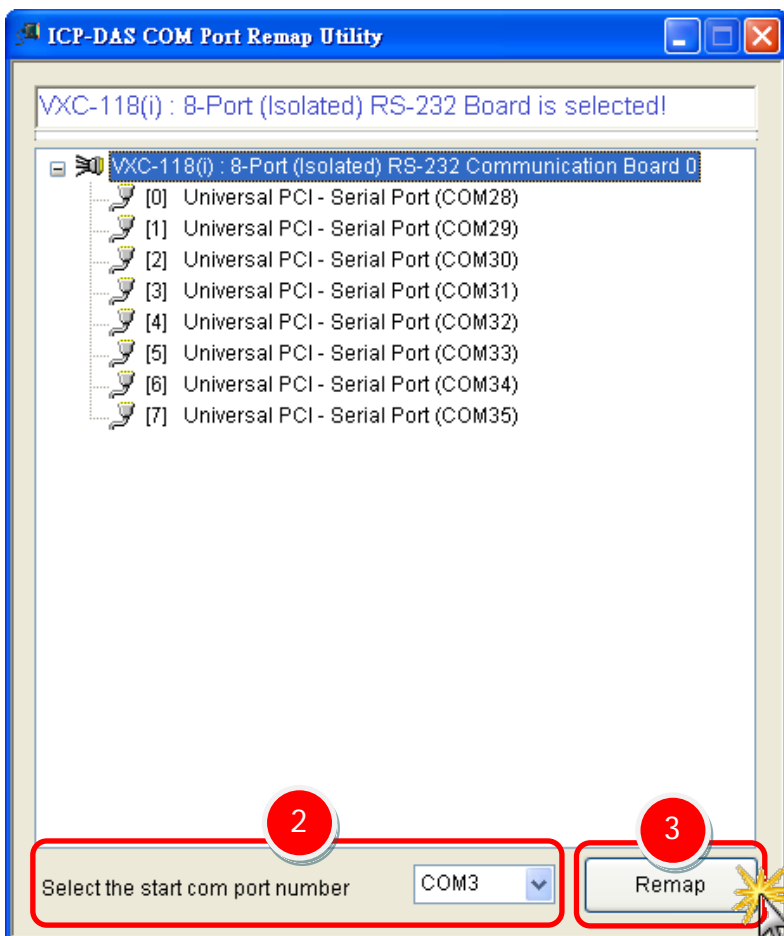 ICP-DAS COM Port Remap Utility
VXC-118(i) : 8-Port (Isolated) RS-232 Board is selected!
VXC-118(i) : 8-Port (Isolated) RS-232 Communication Board 0
[0] Universal PCI - Serial Port (COM28)
[1] Universal PCI - Serial Port (COM29)
[2] Universal PCI - Serial Port (COM30)
[3] Universal PCI - Serial Port (COM31)
[4] Universal PCI - Serial Port (COM32)
[5] Universal PCI - Serial Port (COM33)
[6] Universal PCI - Serial Port (COM34)
[7] Universal PCI - Serial Port (COM35)
2
3
Select the start com port number COM3 Remap